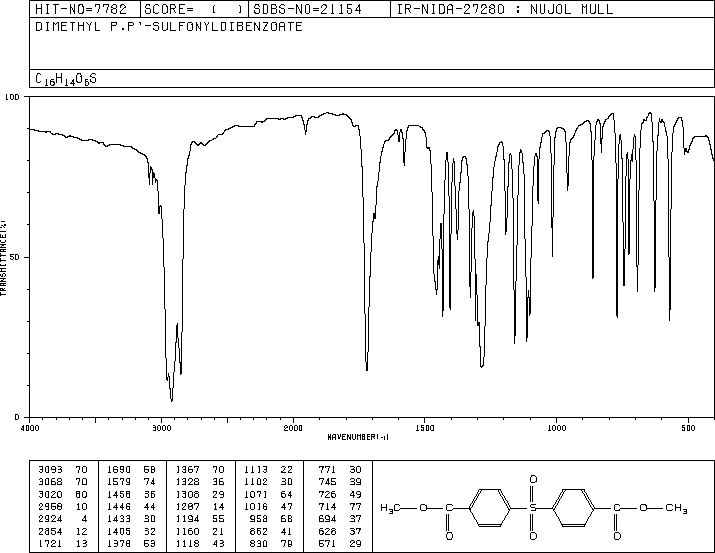 HIT-NO=7782 SCORE= ( ) SDBS-NO=21154 IR-NIDA-27280 : NUJOL MULL
DIMETHYL P.P'-SULFONYLDIBENZOATE
C16H14O6S
100
50
0
TRANSMITTANCE(%)
4000 3000 2000 1500 1000 500
WAVENUMBER(-1)
3093 70 1690 68 1367 70 1113 22 771 30
3068 70 1579 74 1328 36 1102 30 745 39
3020 60 1458 36 1308 29 1071 64 726 49
2958 10 1446 44 1287 14 1016 47 714 77
2924 4 1433 30 1194 55 958 68 694 37
2854 12 1405 32 1160 21 862 41 628 37
1721 13 1378 53 1118 43 830 79 571 29
O
O O
H3C O S O CH3
O O